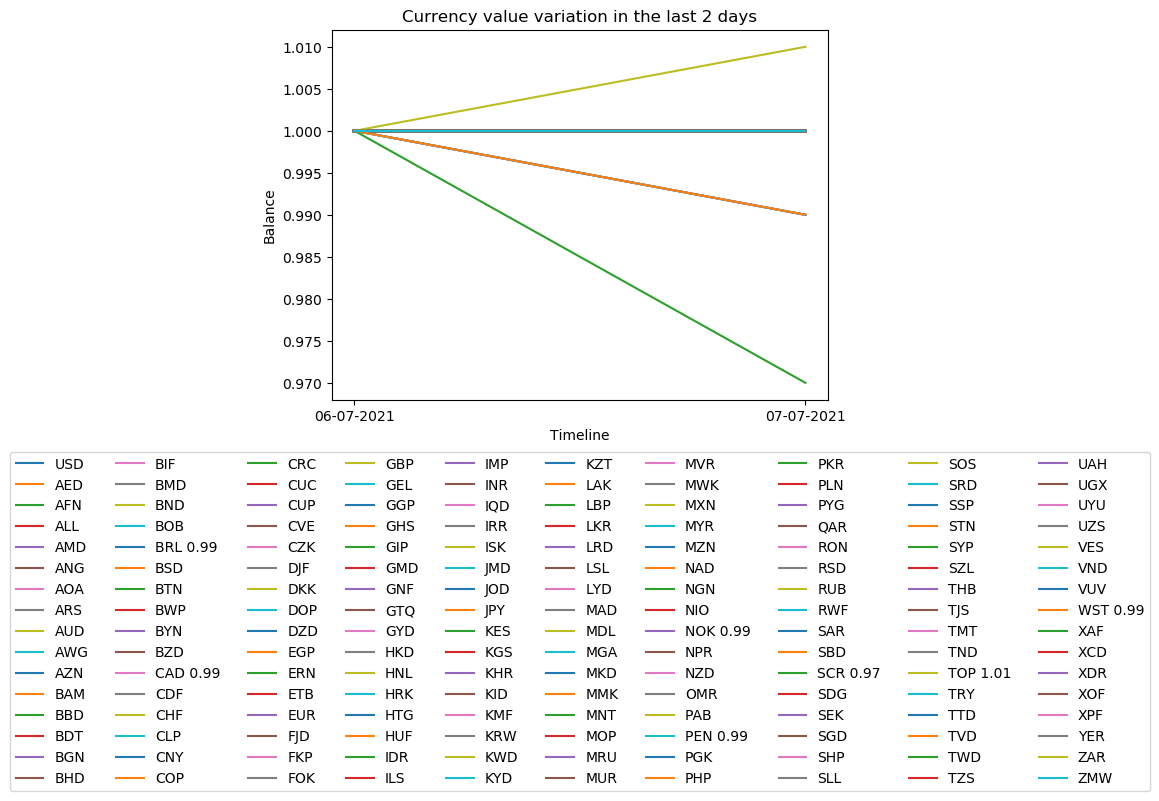 Currency value variation in the last 2 days
1.010
1.005
1.000
0.995
0.990
0.985
0.980
0.975
0.970
Balance
06-07-2021 07-07-2021
Timeline
USD BIF CRC GBP IMP KZT MVR PKR SOS UAH
AED BMD CUC GEL INR LAK MWK PLN SRD UGX
AFN BND CUP GGP IQD LBP MXN PYG SSP UYU
ALL BOB CVE GHS IRR LKR MYR QAR STN UZS
AMD BRL 0.99 CZK GIP ISK LRD MZN RON SYP VES
ANG BSD DJF GMD JMD LSL NAD RSD SZL VND
AOA BTN DKK GNF JOD LYD NGN RUB THB VUV
ARS BWP DOP GTQ JPY MAD NIO RWF TJS WST 0.99
AUD BYN DZD GYD KES MDL NOK 0.99 SAR TMT XAF
AWG BZD EGP HKD KGS MGA NPR SBD TND XCD
AZN CAD 0.99 ERN HNL KHR MKD NZD SCR 0.97 TOP 1.01 XDR
BAM CDF ETB HRK KID MMK OMR SDG TRY XOF
BBD CHF EUR HTG KMF MNT PAB SEK TTD XPF
BDT CLP FJD HUF KRW MOP PEN 0.99 SGD TVD YER
BGN CNY FKP IDR KWD MRU PGK SHP TWD ZAR
BHD COP FOK ILS KYD MUR PHP SLL TZS ZMW